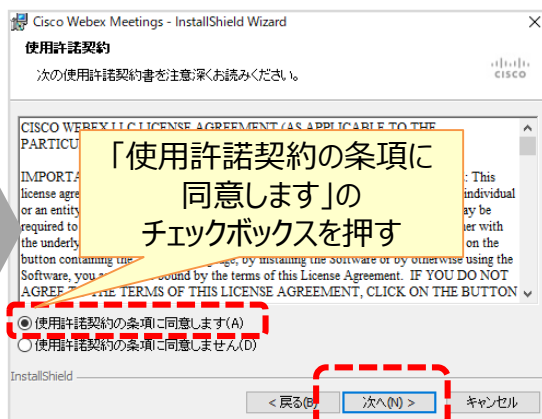 Cisco Webex Meetings - InstallShield Wizard
使用許諾契約
次の使用許諾契約書を注意深くお読みください。
CISCO
CISCO WEBEX LLC LICENSE AGREEMENT (AS APPLICABLE TO THE
PARTICU
「使用許諾契約の条項に
同意します」の
チェックボックスを押す
IMPORTA : This
license agre individual
or an entity ay be
required to er with
the underly on the
button containing the by installing the Software or by otherwise using the
Software, you bound by the terms of this License Agreement. IF YOU DO NOT
AGREE THE TERMS OF THIS LICENSE AGREEMENT, CLICK ON THE BUTTON
使用許諾契約の条項に同意します(A)
使用許諾契約の条項に同意しません(D)
InstallShield
< 戻る(B)
次へ(N) >
キャンセル